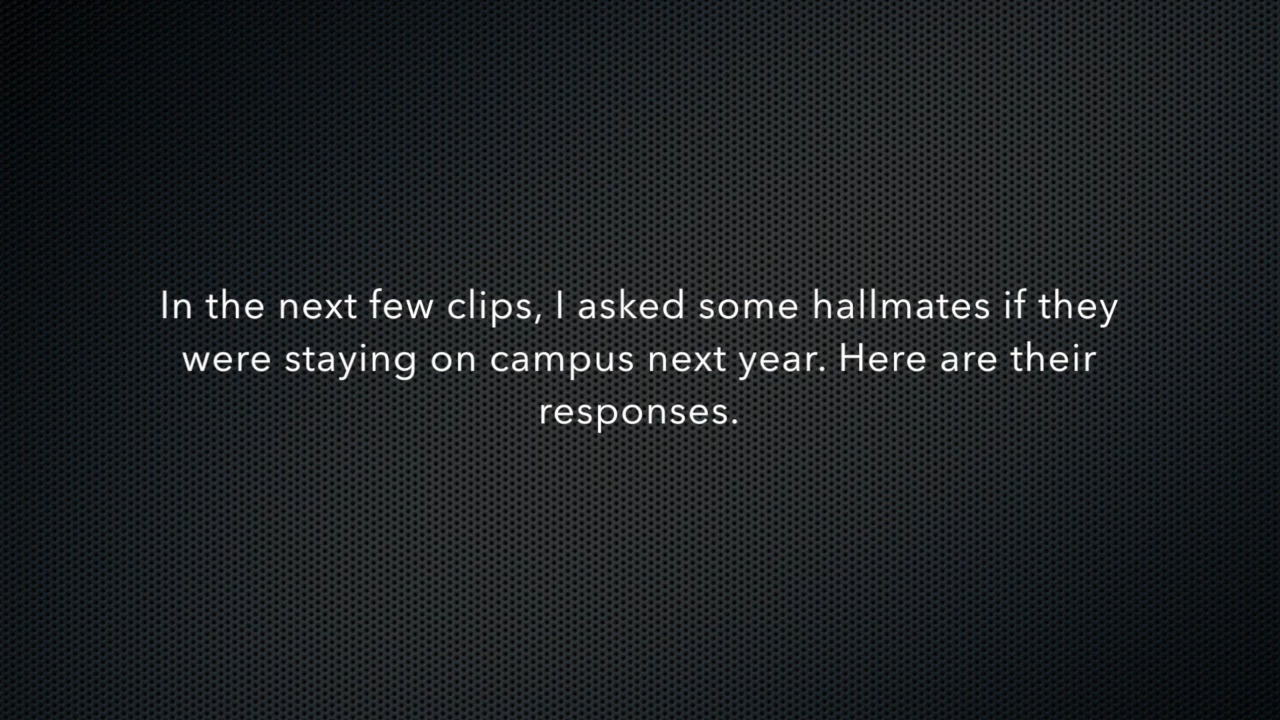 In the next few clips, I asked some hallmates if they
were staying on campus next year. Here are their
responses.